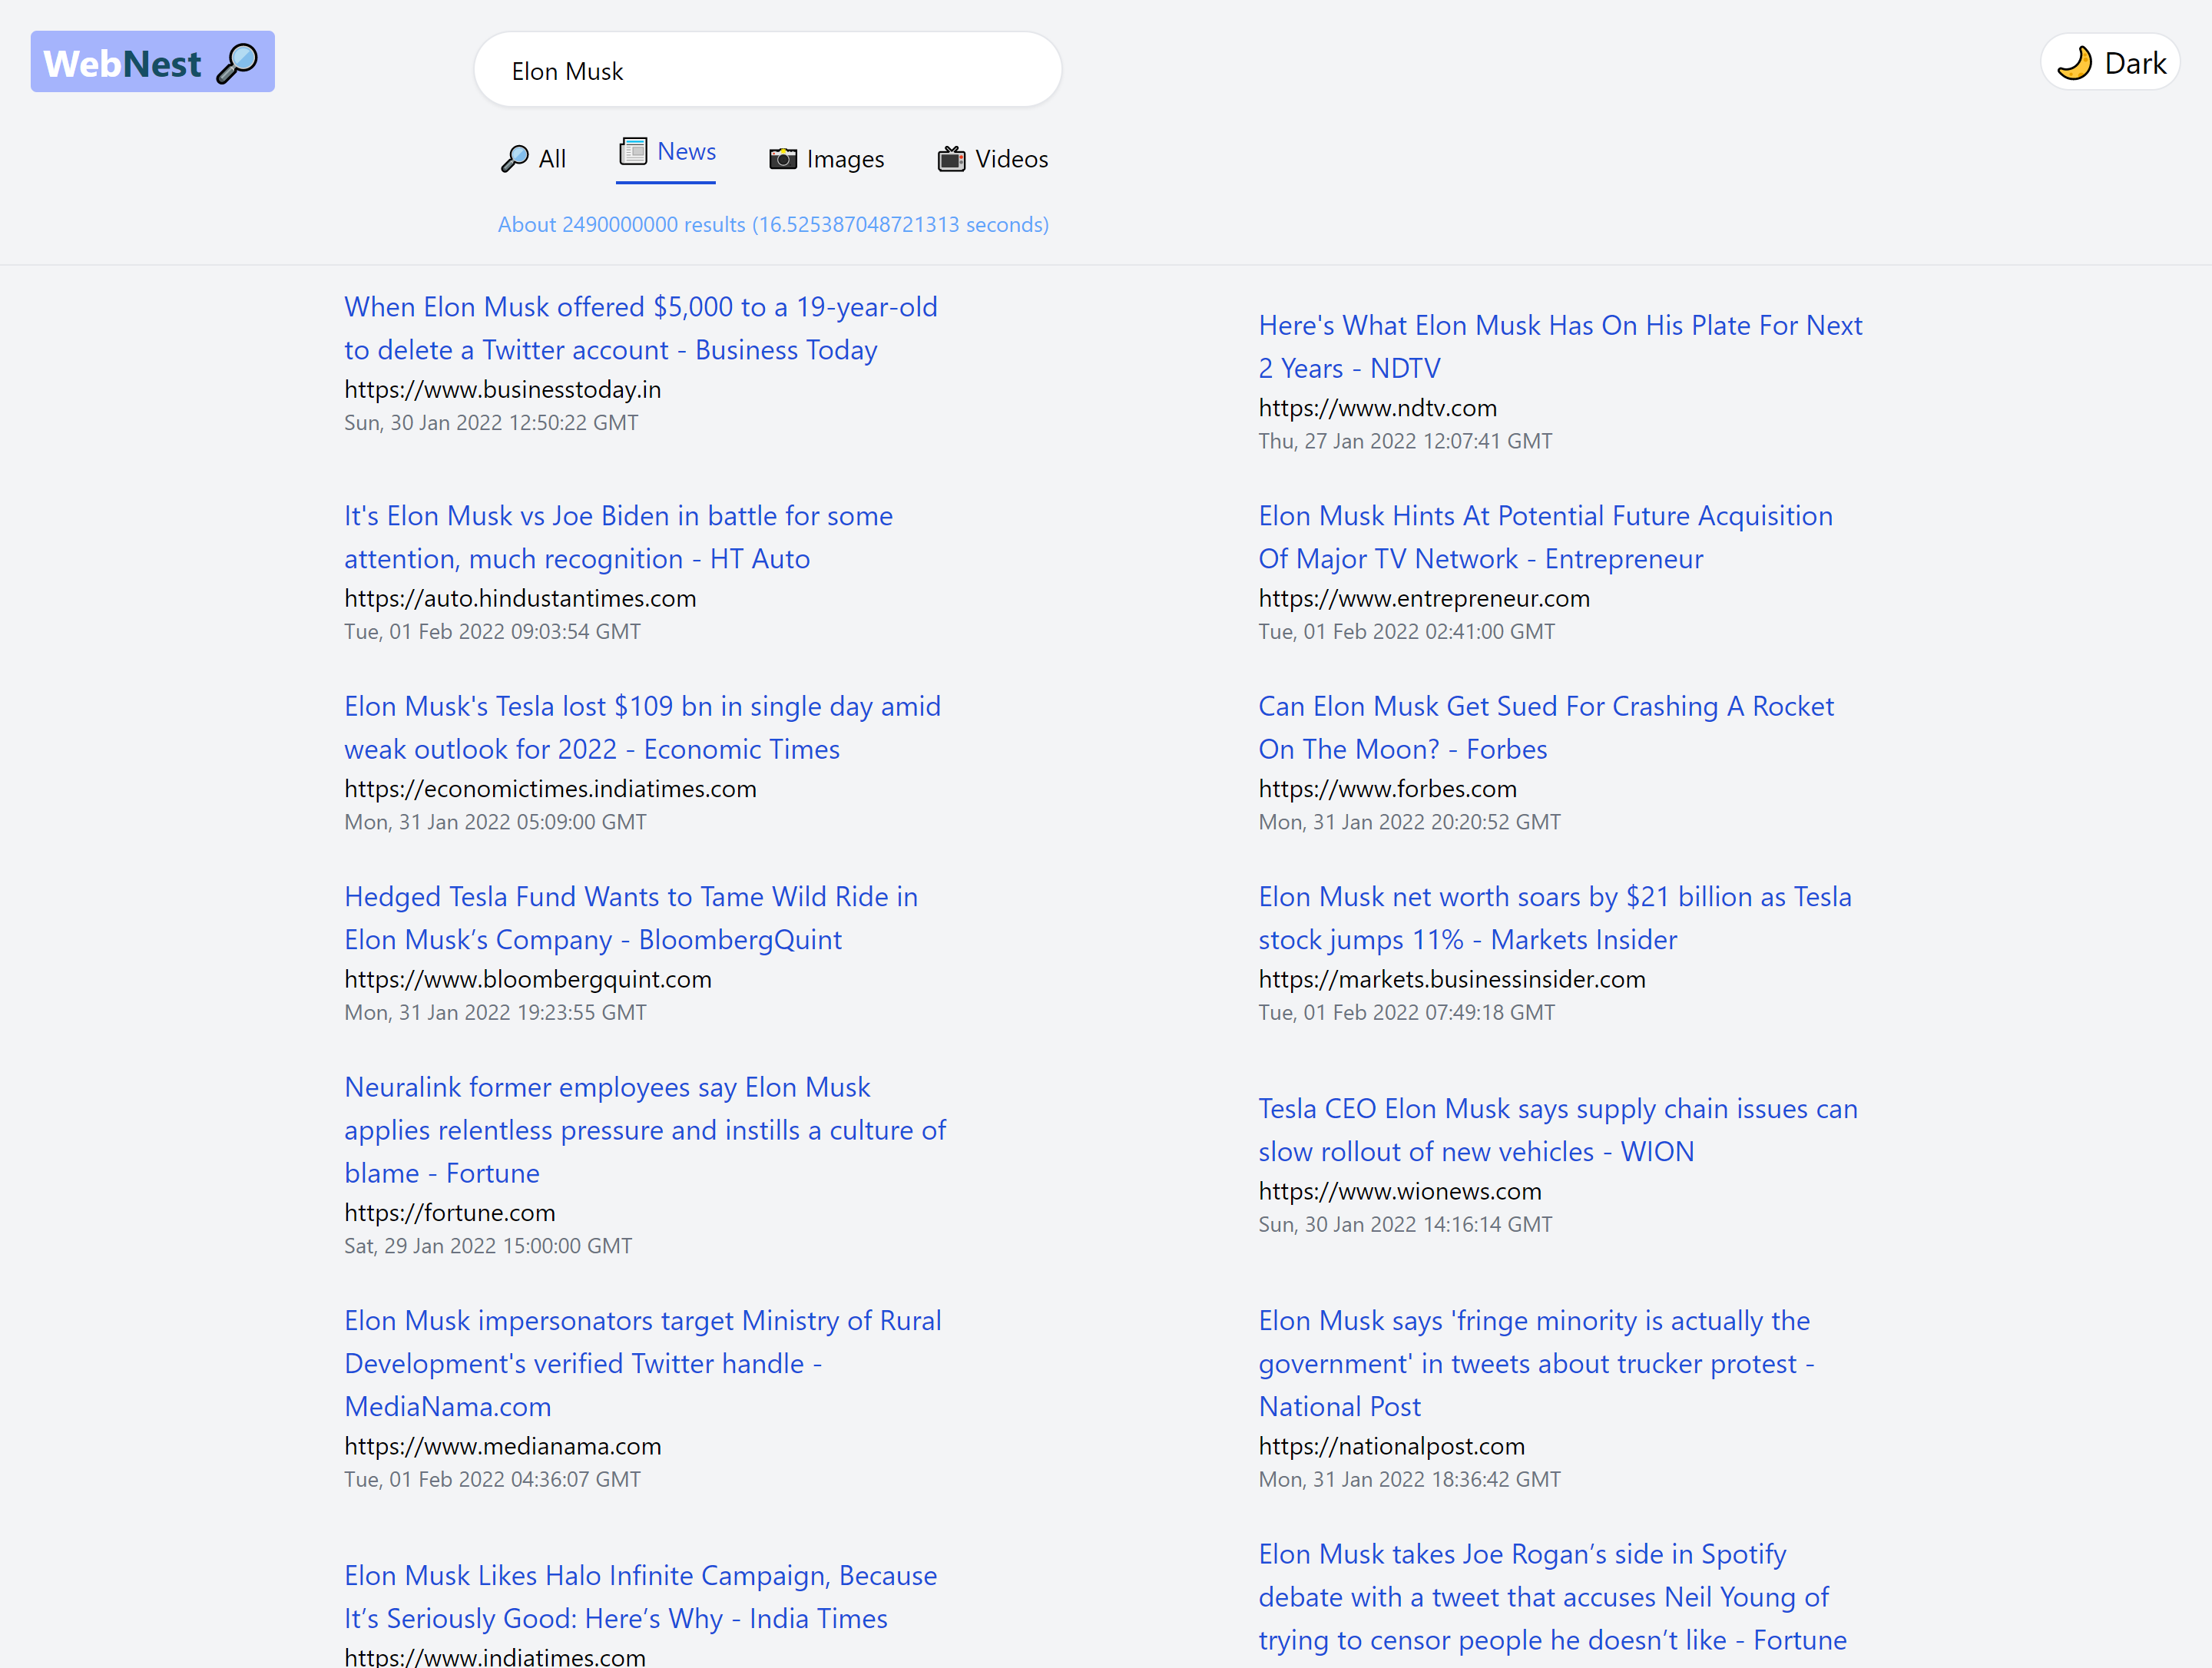 WebNest
Elon Musk
Dark
All
News
Images
Videos
About 2490000000 results (16.525387048721313 seconds)
When Elon Musk offered $5,000 to a 19-year-old
to delete a Twitter account - Business Today
https://www.businesstoday.in
Sun, 30 Jan 2022 12:50:22 GMT
Here's What Elon Musk Has On His Plate For Next
2 Years - NDTV
https://www.ndtv.com
Thu, 27 Jan 2022 12:07:41 GMT
It's Elon Musk vs Joe Biden in battle for some
attention, much recognition - HT Auto
https://auto.hindustantimes.com
Tue, 01 Feb 2022 09:03:54 GMT
Elon Musk Hints At Potential Future Acquisition
Of Major TV Network - Entrepreneur
https://www.entrepreneur.com
Tue, 01 Feb 2022 02:41:00 GMT
Elon Musk's Tesla lost $109 bn in single day amid
weak outlook for 2022 - Economic Times
https://economictimes.indiatimes.com
Mon, 31 Jan 2022 05:09:00 GMT
Can Elon Musk Get Sued For Crashing A Rocket
On The Moon? - Forbes
https://www.forbes.com
Mon, 31 Jan 2022 20:20:52 GMT
Hedged Tesla Fund Wants to Tame Wild Ride in
Elon Musk’s Company - BloombergQuint
https://www.bloombergquint.com
Mon, 31 Jan 2022 19:23:55 GMT
Elon Musk net worth soars by $21 billion as Tesla
stock jumps 11% - Markets Insider
https://markets.businessinsider.com
Tue, 01 Feb 2022 07:49:18 GMT
Neuralink former employees say Elon Musk
applies relentless pressure and instills a culture of
blame - Fortune
https://fortune.com
Sat, 29 Jan 2022 15:00:00 GMT
Tesla CEO Elon Musk says supply chain issues can
slow rollout of new vehicles - WION
https://www.wionews.com
Sun, 30 Jan 2022 14:16:14 GMT
Elon Musk impersonators target Ministry of Rural
Development's verified Twitter handle -
MediaNama.com
https://www.medianama.com
Tue, 01 Feb 2022 04:36:07 GMT
Elon Musk says 'fringe minority is actually the
government' in tweets about trucker protest -
National Post
https://nationalpost.com
Mon, 31 Jan 2022 18:36:42 GMT
Elon Musk Likes Halo Infinite Campaign, Because
It’s Seriously Good: Here’s Why - India Times
https://www.indiatimes.com
Elon Musk takes Joe Rogan’s side in Spotify
debate with a tweet that accuses Neil Young of
trying to censor people he doesn’t like - Fortune